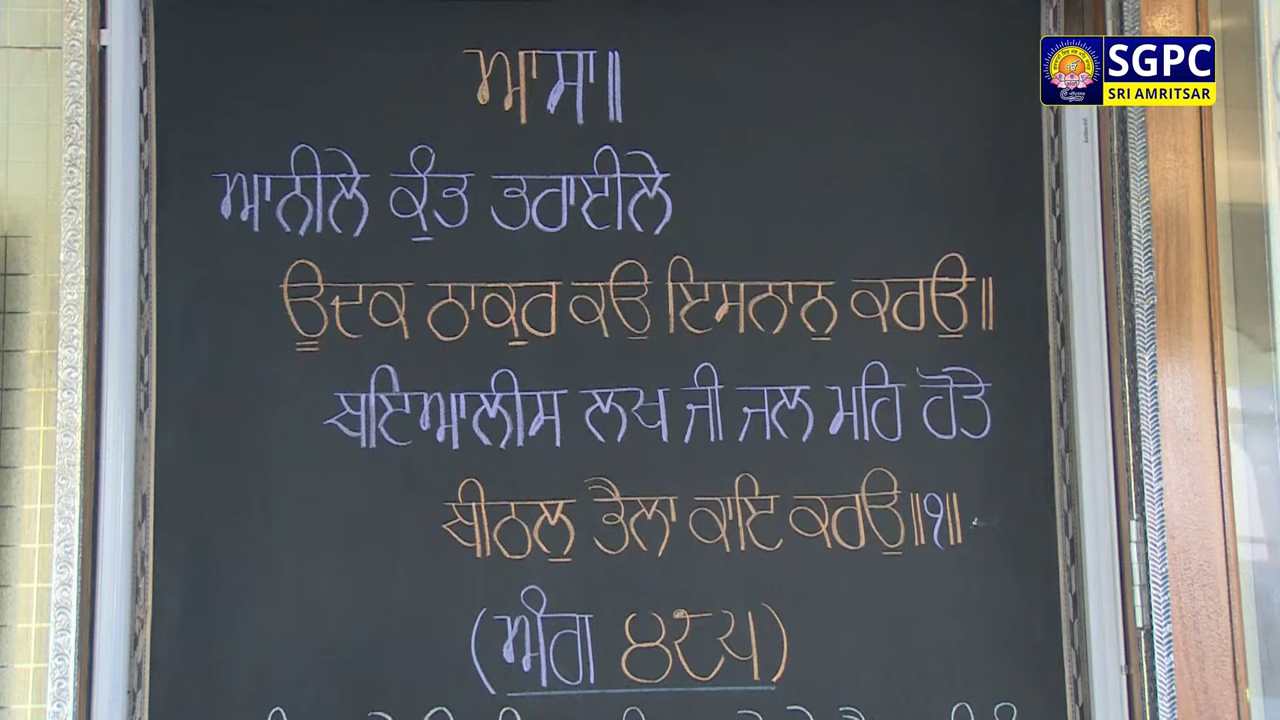 ਆਸਾ॥
ਆਨੀਲੇ ਕੁੰਭ ਭਰਾਈਲੇ
ਊਦਕ ਠਾਕੁਰ ਕਉ ਇਸਨਾਨੁ ਕਰਉ॥
ਬਇਆਲੀਸ ਲਖ ਜੀ ਜਲ ਮਹਿ ਹੋਤੇ
ਬੀਠਲੁ ਭੈਲਾ ਕਾਇ ਕਰਉ॥੧॥
(ਅੰਗ ੪੮੫)
SGPC
SRI AMRITSAR